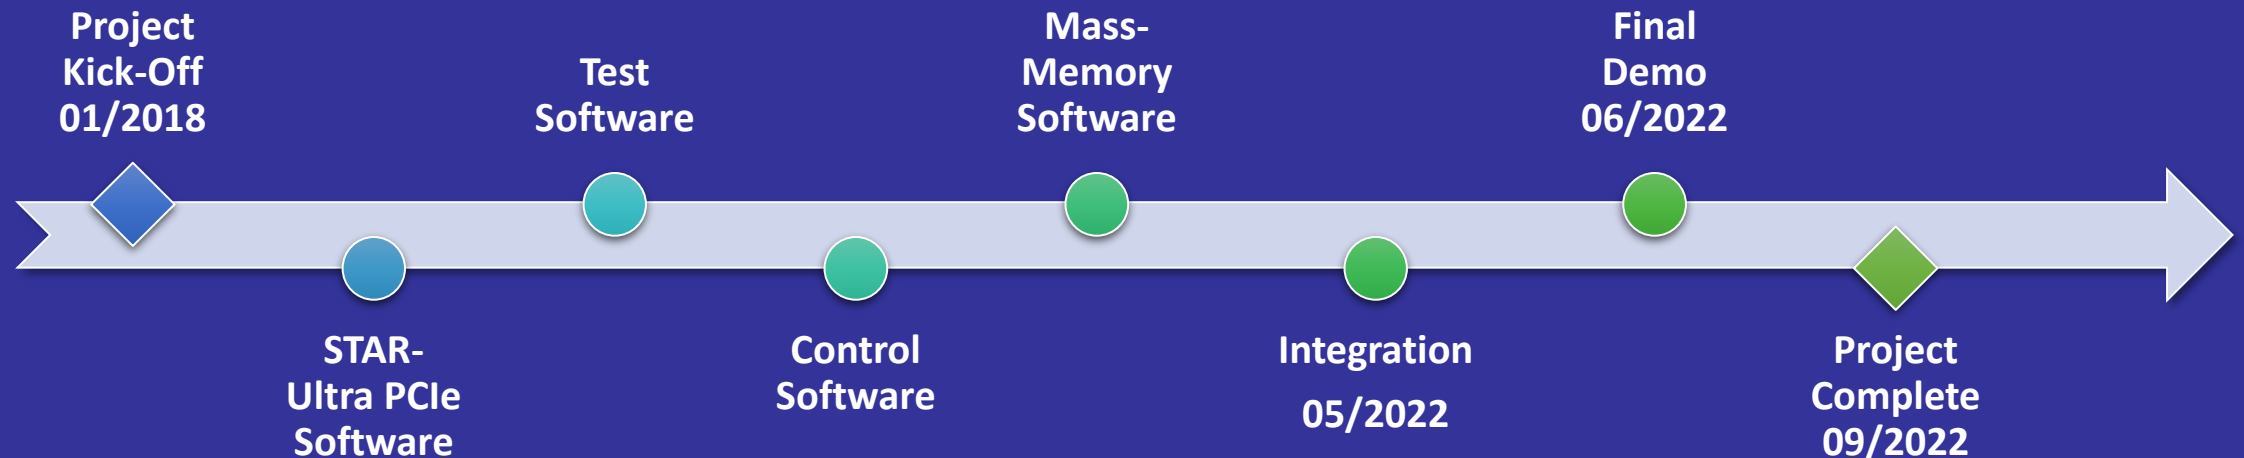 Project
Kick-Off
01/2018
STAR-
Ultra PCIe
Software
Test
Software
Control
Software
Mass-
Memory
Software
Integration
05/2022
Final
Demo
06/2022
Project
Complete
09/2022